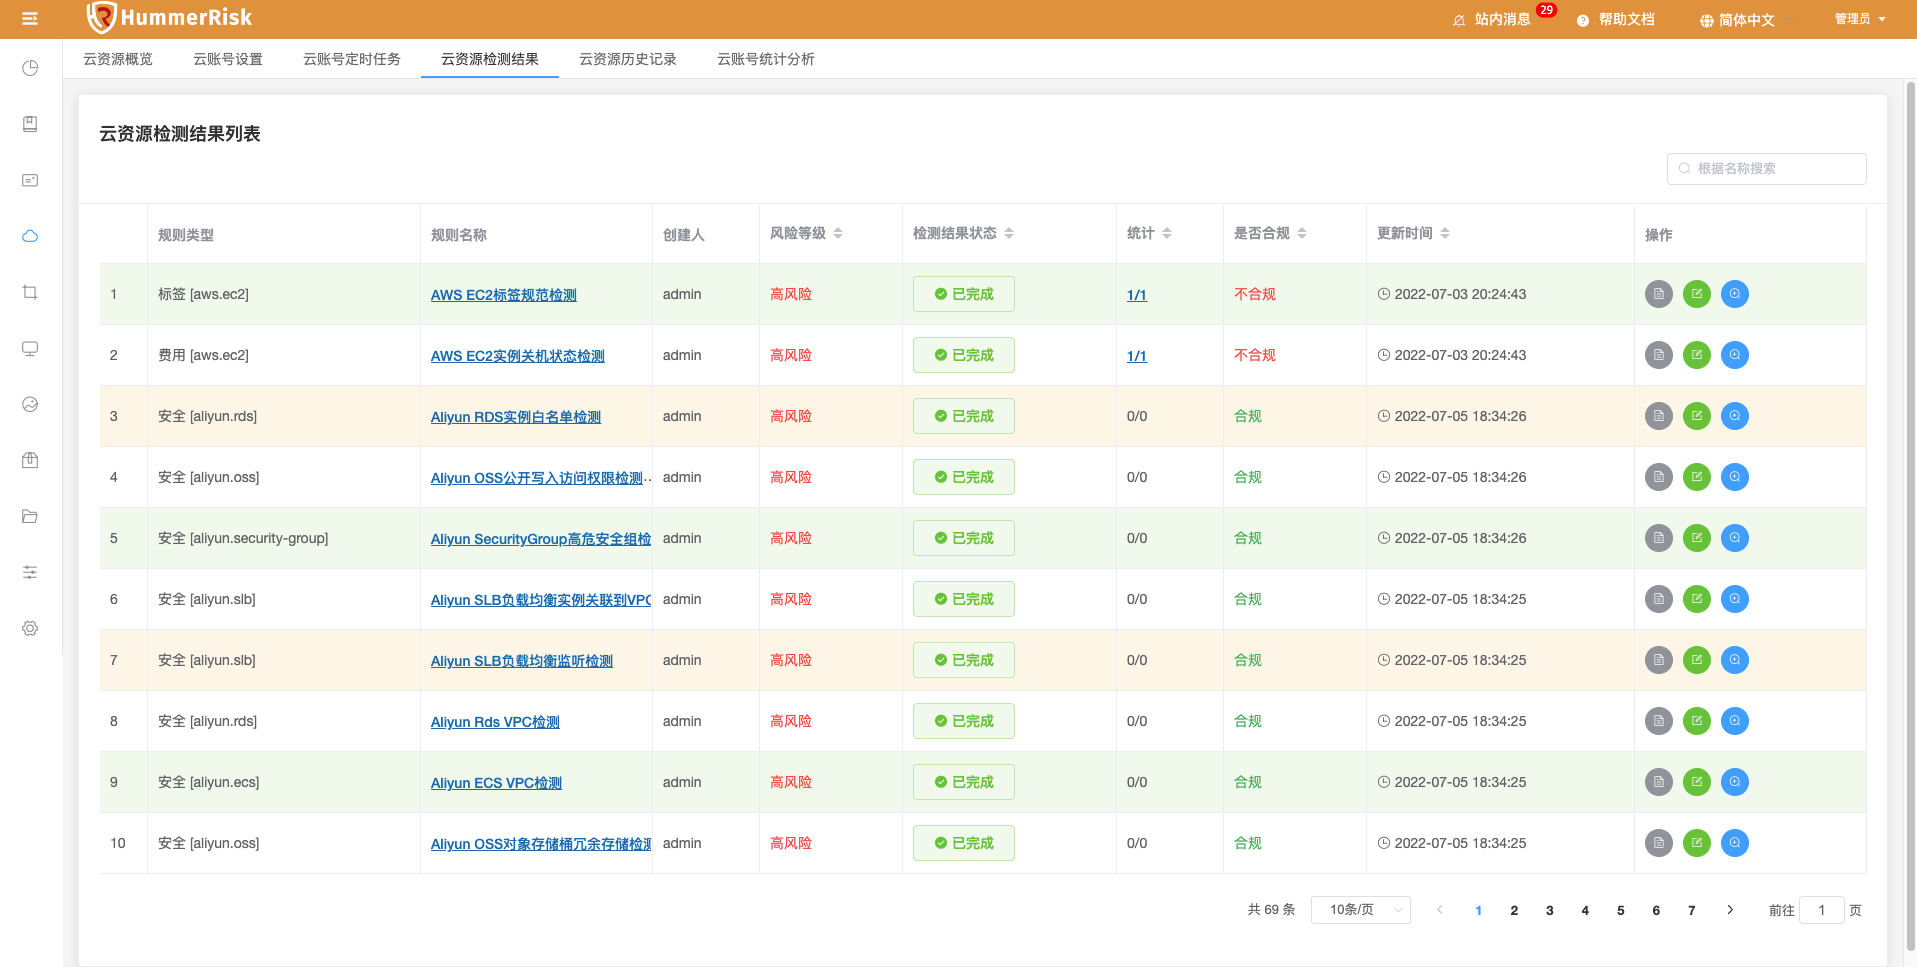 HummerRisk
站内消息 29 帮助文档 简体中文 管理员
云资源概览 云账号设置 云账号定时任务 云资源检测结果 云资源历史记录 云账号统计分析
云资源检测结果列表
根据名称搜索
规则类型 规则名称 创建人 风险等级 检测结果状态 统计 是否合规 更新时间 操作
1 标签 [aws.ec2] AWS EC2标签规范检测 admin 高风险 已完成 1/1 不合规 2022-07-03 20:24:43
2 费用 [aws.ec2] AWS EC2实例关机状态检测 admin 高风险 已完成 1/1 不合规 2022-07-03 20:24:43
3 安全 [aliyun.rds] Aliyun RDS实例白名单检测 admin 高风险 已完成 0/0 合规 2022-07-05 18:34:26
4 安全 [aliyun.oss] Aliyun OSS公开写入访问权限检测·· admin 高风险 已完成 0/0 合规 2022-07-05 18:34:26
5 安全 [aliyun.security-group] Aliyun SecurityGroup高危安全组检 admin 高风险 已完成 0/0 合规 2022-07-05 18:34:26
6 安全 [aliyun.slb] Aliyun SLB负载均衡实例关联到VPC admin 高风险 已完成 0/0 合规 2022-07-05 18:34:25
7 安全 [aliyun.slb] Aliyun SLB负载均衡监听检测 admin 高风险 已完成 0/0 合规 2022-07-05 18:34:25
8 安全 [aliyun.rds] Aliyun Rds VPC检测 admin 高风险 已完成 0/0 合规 2022-07-05 18:34:25
9 安全 [aliyun.ecs] Aliyun ECS VPC检测 admin 高风险 已完成 0/0 合规 2022-07-05 18:34:25
10 安全 [aliyun.oss] Aliyun OSS对象存储桶冗余存储检测 admin 高风险 已完成 0/0 合规 2022-07-05 18:34:25
共 69 条 10条/页 1 2 3 4 5 6 7 前往 1 页